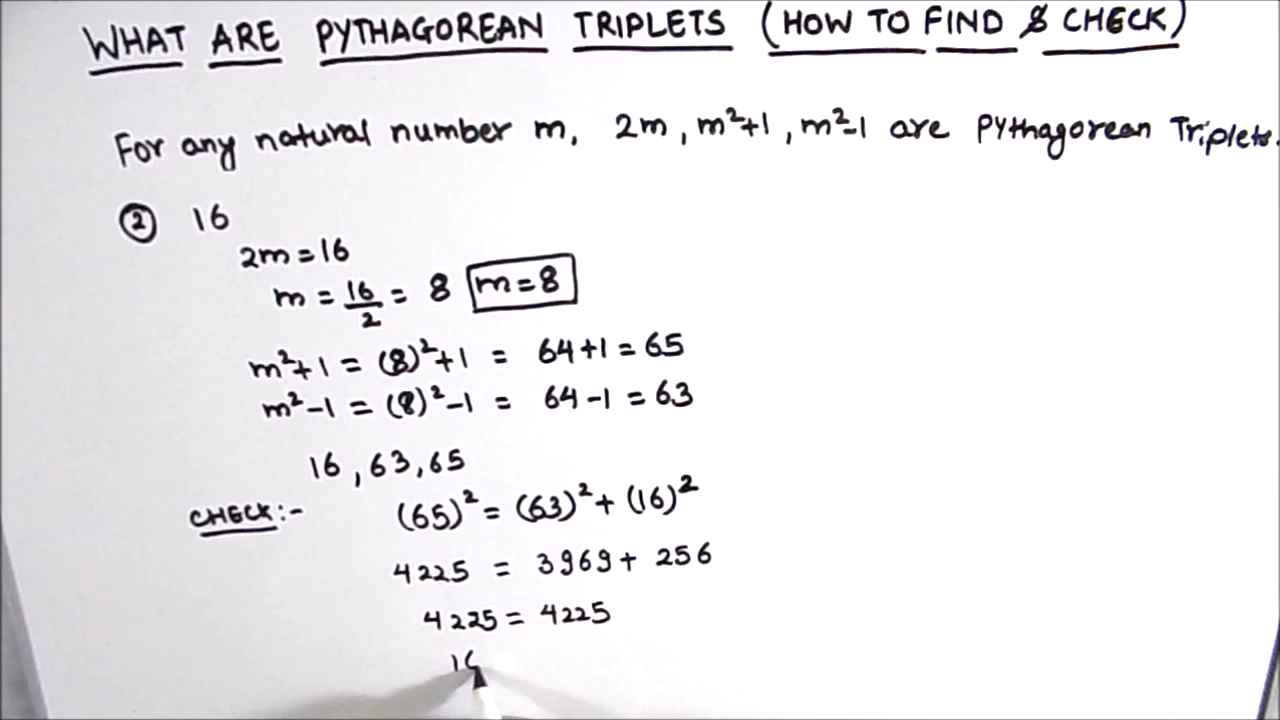 WHAT ARE PYTHAGOREAN TRIPLETS (HOW TO FIND & CHECK)
For any natural number m, 2m, m²+1, m²-1 are Pythagorean Triplets.
② 16
2m = 16
m = 16/2 = 8 m = 8
m²+1 = (8)²+1 = 64+1 = 65
m²-1 = (8)²-1 = 64-1 = 63
16, 63, 65
CHECK:- (65)² = (63)² + (16)²
4225 = 3969 + 256
4225 = 4225